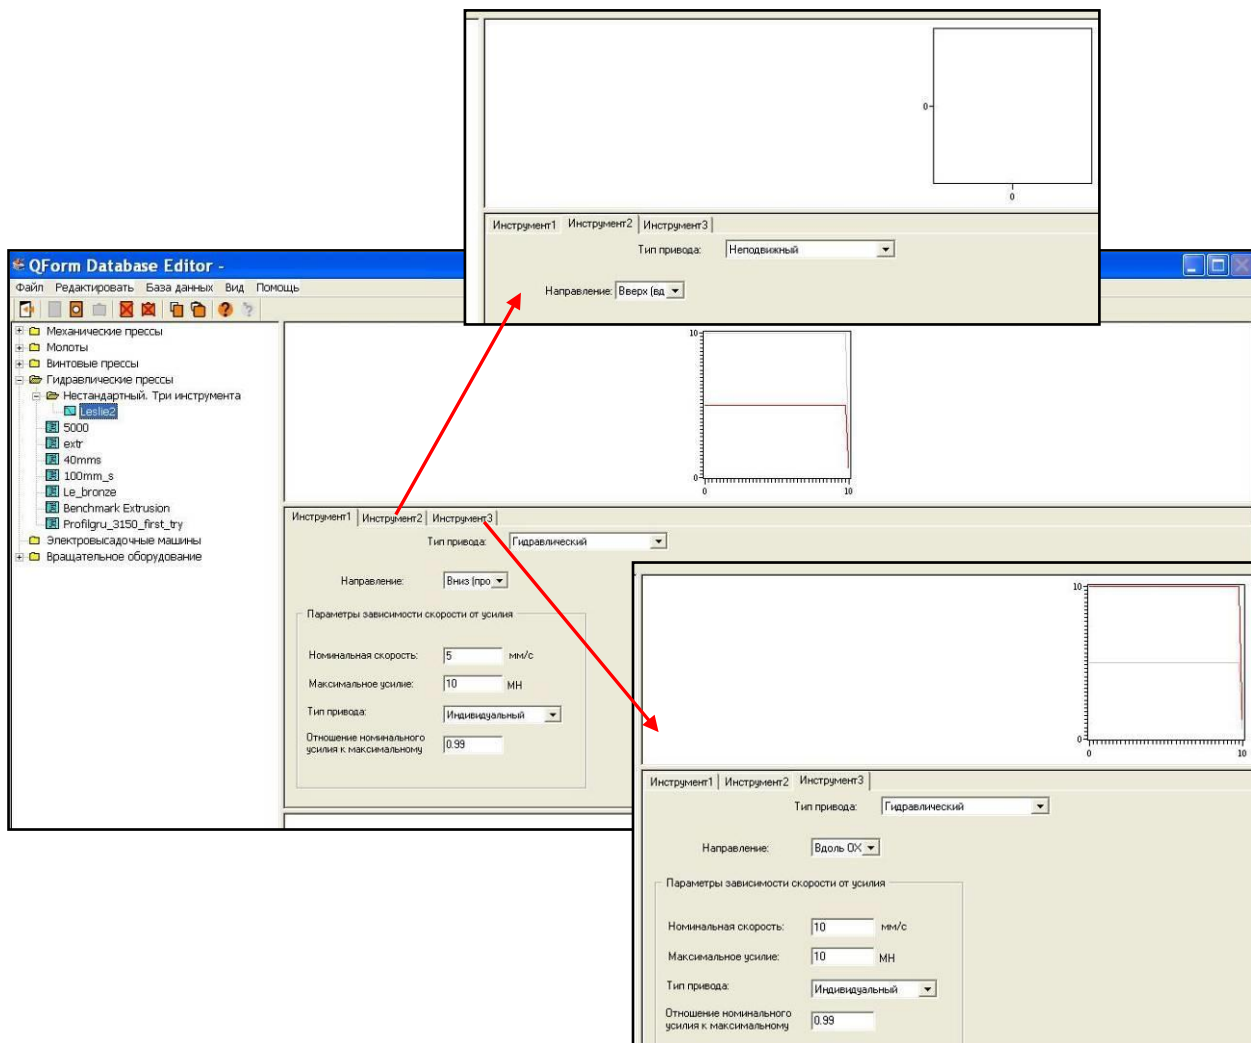 0
0
Инструмент1 Инструмент2 Инструмент3
Тип привода: Неподвижный
Направление: Вверх (вд
QForm Database Editor -
Файл Редактировать База данных Вид Помощь
Механические прессы
Молоты
Винтовые прессы
Гидравлические прессы
Нестандартный. Три инструмента
Leslie2
5000
extr
40mms
100mm_s
Le_bronze
Benchmark Extrusion
Profilgru_3150_first_try
Электровысадочные машины
Вращательное оборудование
10
0
0 10
Инструмент1 Инструмент2 Инструмент3
Тип привода: Гидравлический
Направление: Вниз (про
Параметры зависимости скорости от усилия
Номинальная скорость: 5 мм/с
Максимальное усилие: 10 МН
Тип привода: Индивидуальный
Отношение номинального
усилия к максимальному 0.99
10
0
0 10
Инструмент1 Инструмент2 Инструмент3
Тип привода: Гидравлический
Направление: Вдоль OX
Параметры зависимости скорости от усилия
Номинальная скорость: 10 мм/с
Максимальное усилие: 10 МН
Тип привода: Индивидуальный
Отношение номинального
усилия к максимальному 0.99